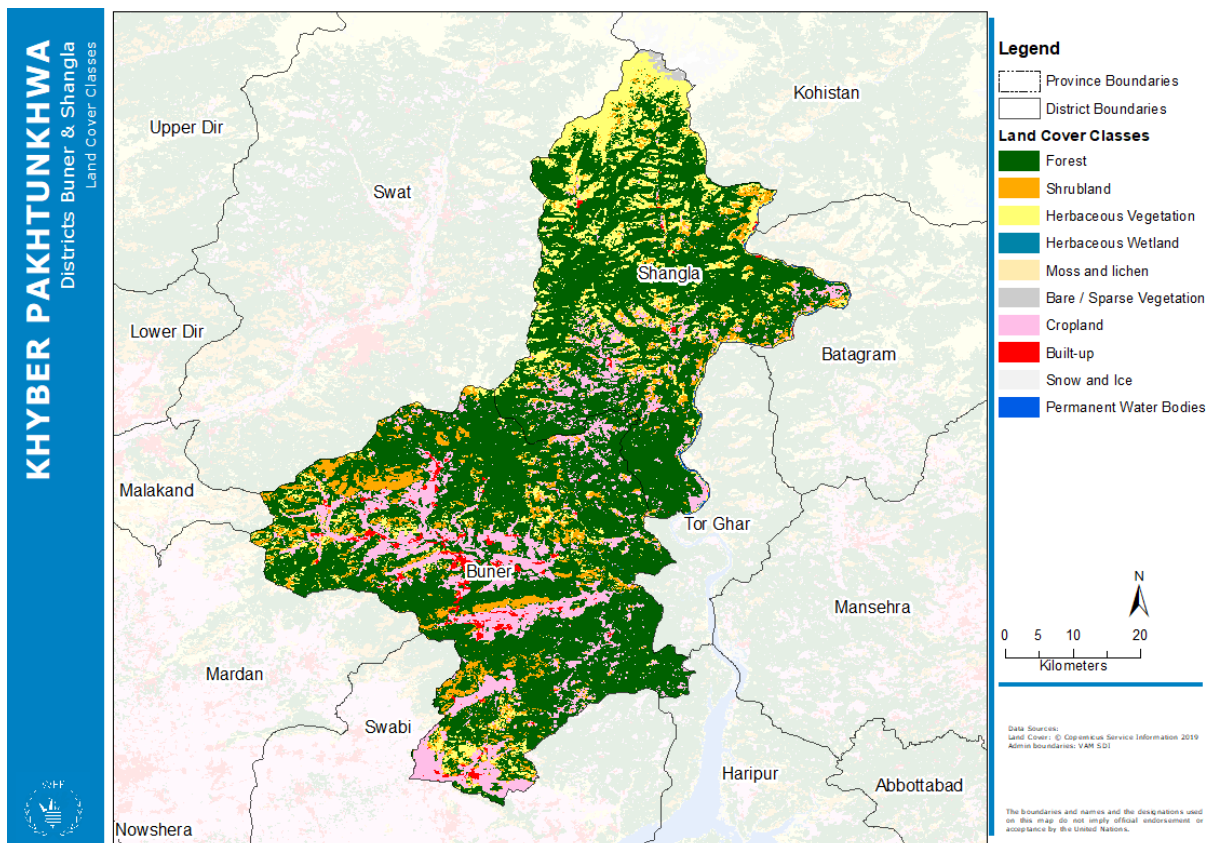 KHYBER PAKHTUNKHWA
Districts Buner & Shangla
Land Cover Classes
WFP
Upper Dir
Kohistan
Swat
Shangla
Lower Dir
Batagram
Malakand
Tor Ghar
Buner
Mansehra
Mardan
Swabi
Haripur
Abbottabad
Nowshera
Legend
Province Boundaries
District Boundaries
Land Cover Classes
Forest
Shrubland
Herbaceous Vegetation
Herbaceous Wetland
Moss and lichen
Bare / Sparse Vegetation
Cropland
Built-up
Snow and Ice
Permanent Water Bodies
N
0 5 10 20
Kilometers
Data Sources:
Land Cover: © Copernicus Service Information 2019
Admin boundaries: VAM SDI
The boundaries and names and the designations used
on this map do not imply official endorsement or
acceptance by the United Nations.